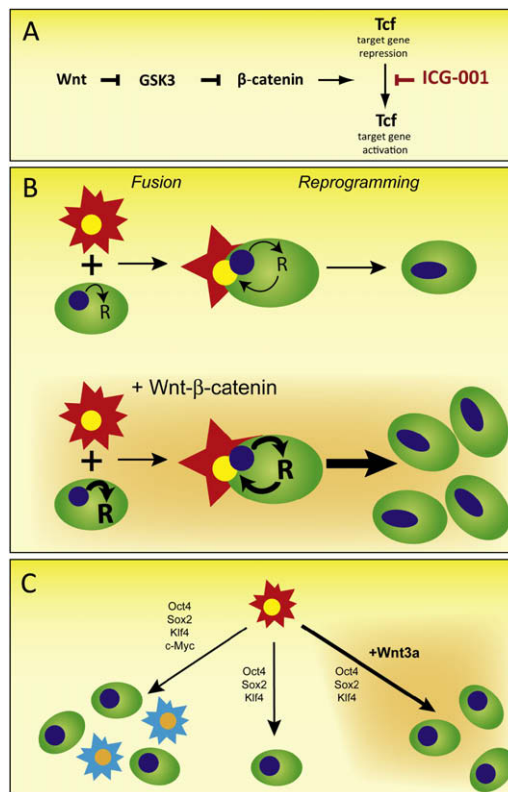 A
Tcf
target gene
repression
Wnt GSK3 β-catenin ICG-001
Tcf
target gene
activation
B
Fusion Reprogramming
+
R
R
+ Wnt-β-catenin
+
R
R
C
Oct4
Sox2
Klf4
c-Myc
Oct4
Sox2
Klf4
+Wnt3a
Oct4
Sox2
Klf4